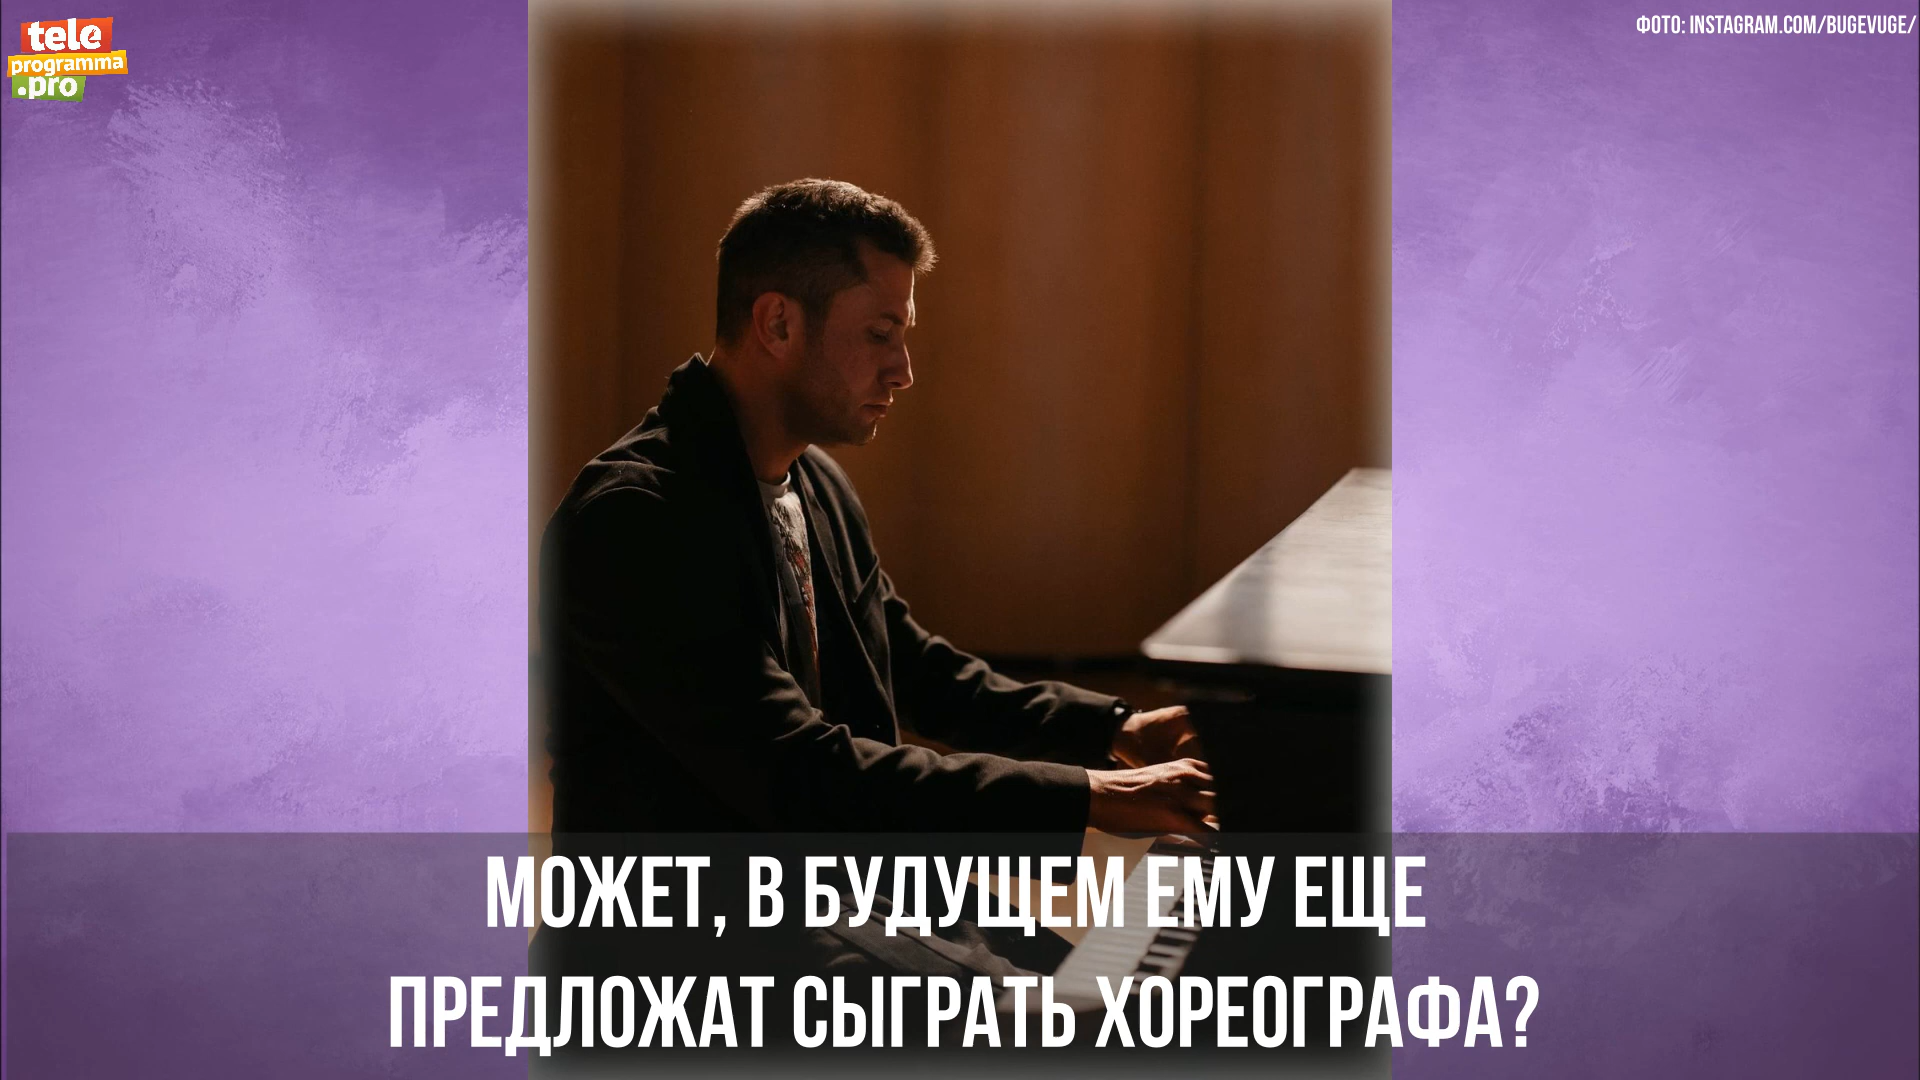 tele
programma
.pro
ФОТО: INSTAGRAM.COM/BUGEVUGE/
МОЖЕТ, В БУДУЩЕМ ЕМУ ЕЩЕ
ПРЕДЛОЖАТ СЫГРАТЬ ХОРЕОГРАФА?